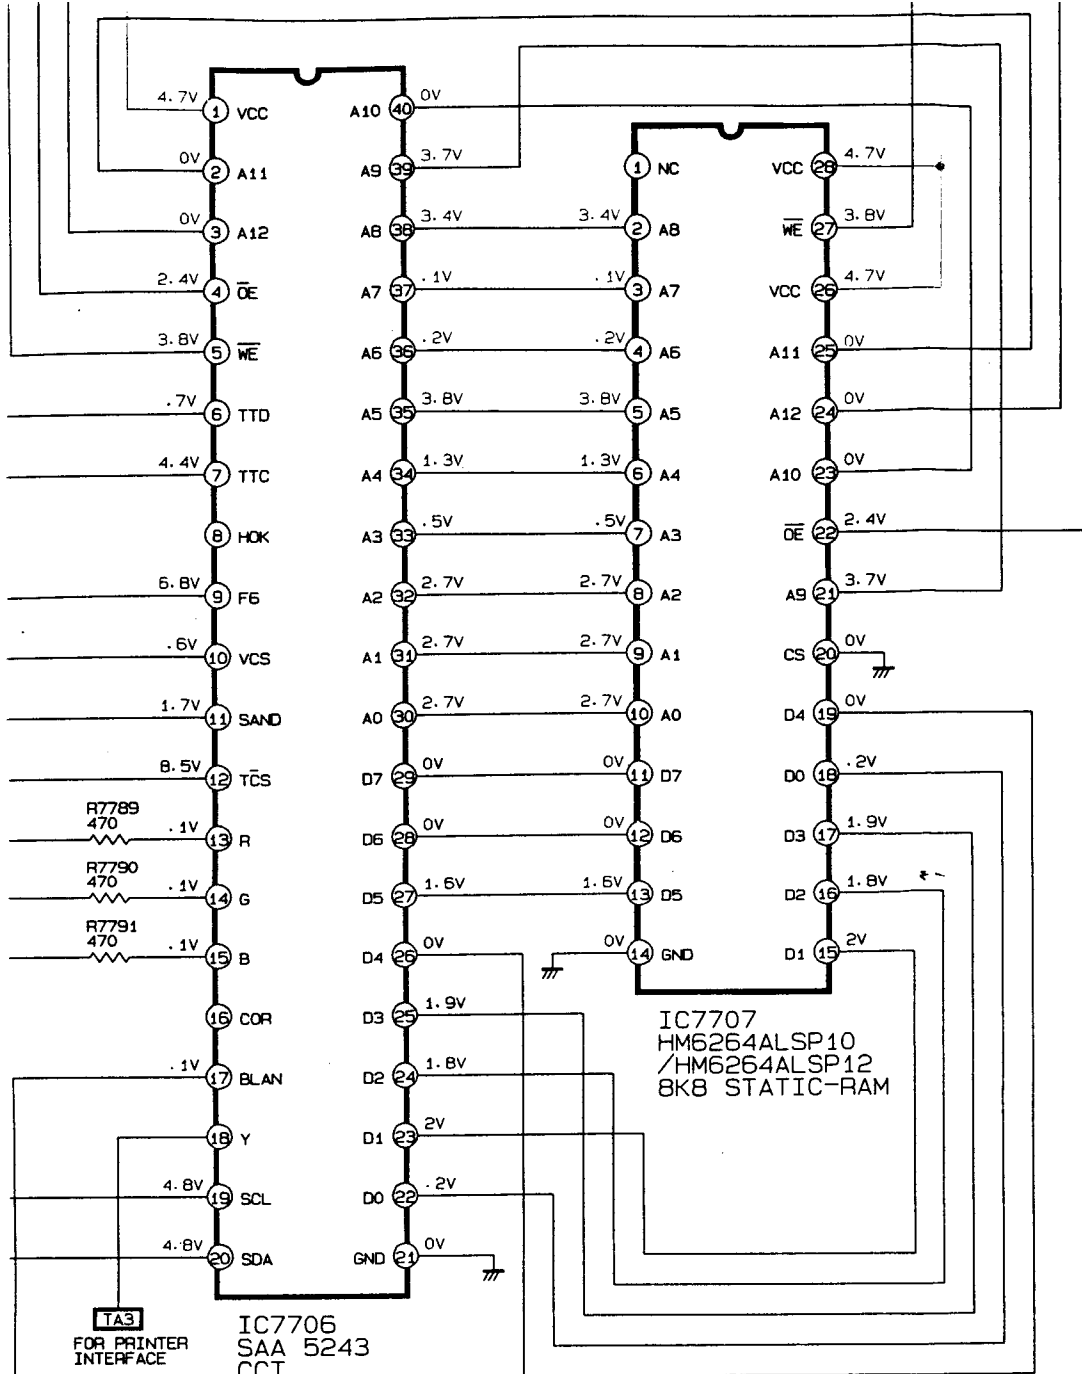 4.7V 1 VCC
0V 2 A11
0V 3 A12
2.4V 4 OE
3.8V 5 WE
.7V 6 TTD
4.4V 7 TTC
8 HOK
6.8V 9 F6
.6V 10 VCS
1.7V 11 SAND
8.5V 12 TCS
R7789
470
.1V 13 R
R7790
470
.1V 14 G
R7791
470
.1V 15 B
16 COR
.1V 17 BLAN
18 Y
4.8V 19 SCL
4.8V 20 SDA
TA3
FOR PRINTER
INTERFACE
A10 40 0V
A9 39 3.7V
A8 38 3.4V
A7 37 .1V
A6 36 .2V
A5 35 3.8V
A4 34 1.3V
A3 33 .5V
A2 32 2.7V
A1 31 2.7V
A0 30 2.7V
D7 29 0V
D6 28 0V
D5 27 1.6V
D4 26 0V
D3 25 1.9V
D2 24 1.8V
D1 23 2V
D0 22 .2V
GND 21 0V
IC7706
SAA 5243
CCT
1 NC
3.4V 2 A8
.1V 3 A7
.2V 4 A6
3.8V 5 A5
1.3V 6 A4
.5V 7 A3
2.7V 8 A2
2.7V 9 A1
2.7V 10 A0
0V 11 D7
0V 12 D6
1.6V 13 D5
0V 14 GND
VCC 28 4.7V
WE 27 3.8V
VCC 26 4.7V
A11 25 0V
A12 24 0V
A10 23 0V
OE 22 2.4V
A9 21 3.7V
CS 20 0V
D4 19 0V
D0 18 .2V
D3 17 1.9V
D2 16 1.8V
D1 15 2V
IC7707
HM6264ALSP10
/HM6264ALSP12
8K8 STATIC-RAM